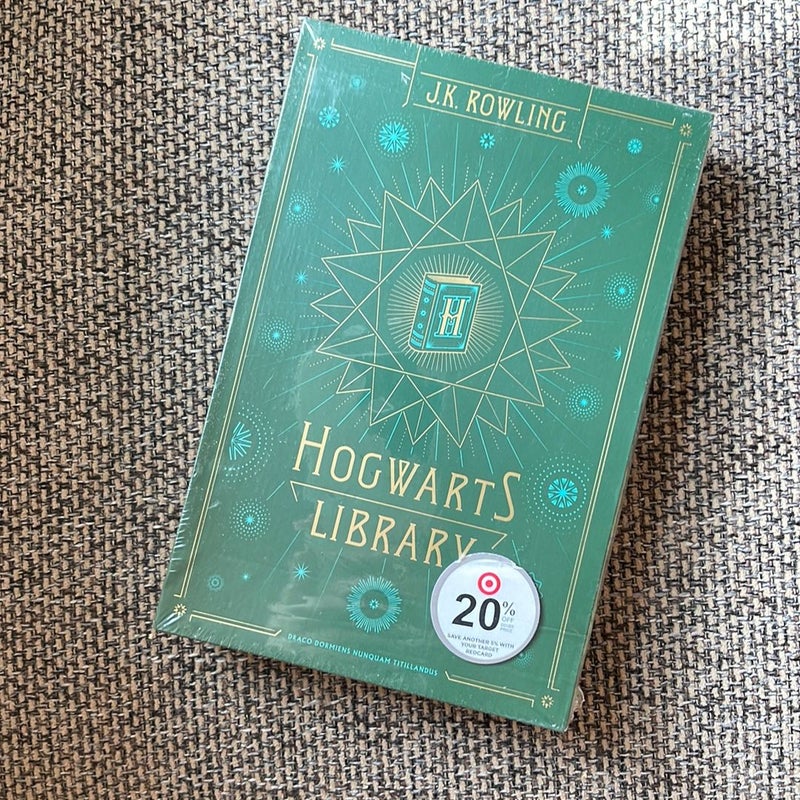 J.K. ROWLING
H
HOGWARTS
LIBRARY
DRACO DORMIENS NUNQUAM TITILLANDUS
20%
OFF
SAVE ANOTHER 5% WITH
YOUR TARGET
REDCARD